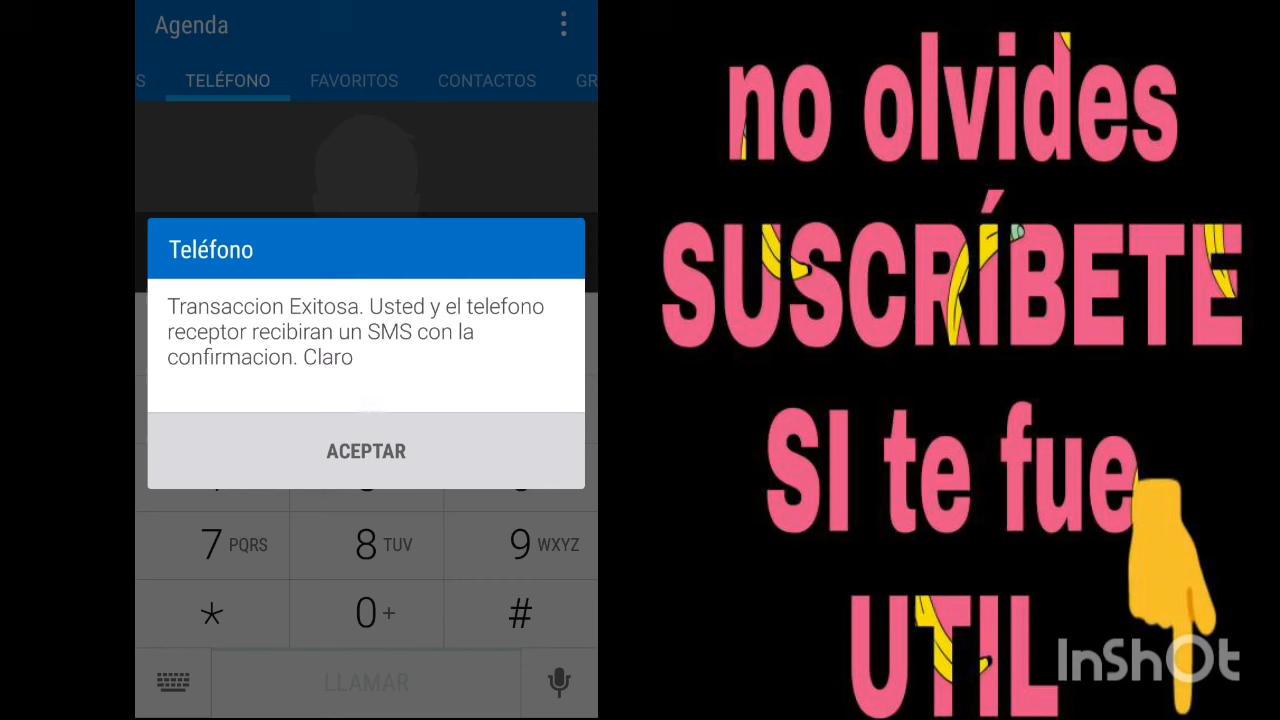 Agenda
S TELÉFONO FAVORITOS CONTACTOS GR
Teléfono
Transaccion Exitosa. Usted y el telefono
receptor recibiran un SMS con la
confirmacion. Claro
ACEPTAR
7 PQRS 8 TUV 9 WXYZ
* 0 + #
LLAMAR
no olvides
SUSCRÍBETE
SI te fue
UTIL
InShOt